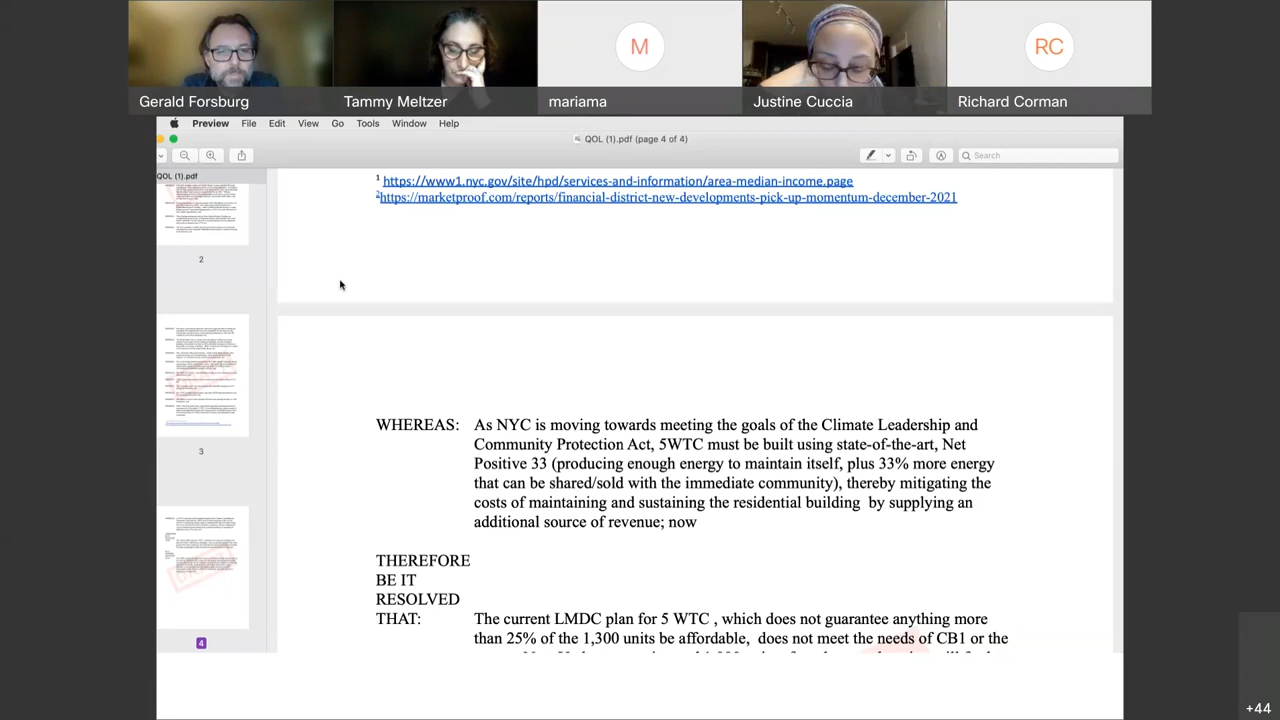 M
RC
Gerald Forsburg
Tammy Meltzer
mariama
Justine Cuccia
Richard Corman
Preview File Edit View Go Tools Window Help
QOL (1).pdf (page 4 of 4)
Search
QOL (1).pdf
2
3
4
1 https://www1.nyc.gov/site/hpd/services-and-information/area-median-income.page
2https://marketproof.com/reports/financial-district-new-developments-pick-up-momentum-december-2021
WHEREAS: As NYC is moving towards meeting the goals of the Climate Leadership and
Community Protection Act, 5WTC must be built using state-of-the-art, Net
Positive 33 (producing enough energy to maintain itself, plus 33% more energy
that can be shared/sold with the immediate community), thereby mitigating the
costs of maintaining and sustaining the residential building by supplying an
additional source of revenue; now
THEREFORE
BE IT
RESOLVED
THAT: The current LMDC plan for 5 WTC , which does not guarantee anything more
than 25% of the 1,300 units be affordable, does not meet the needs of CB1 or the
+44